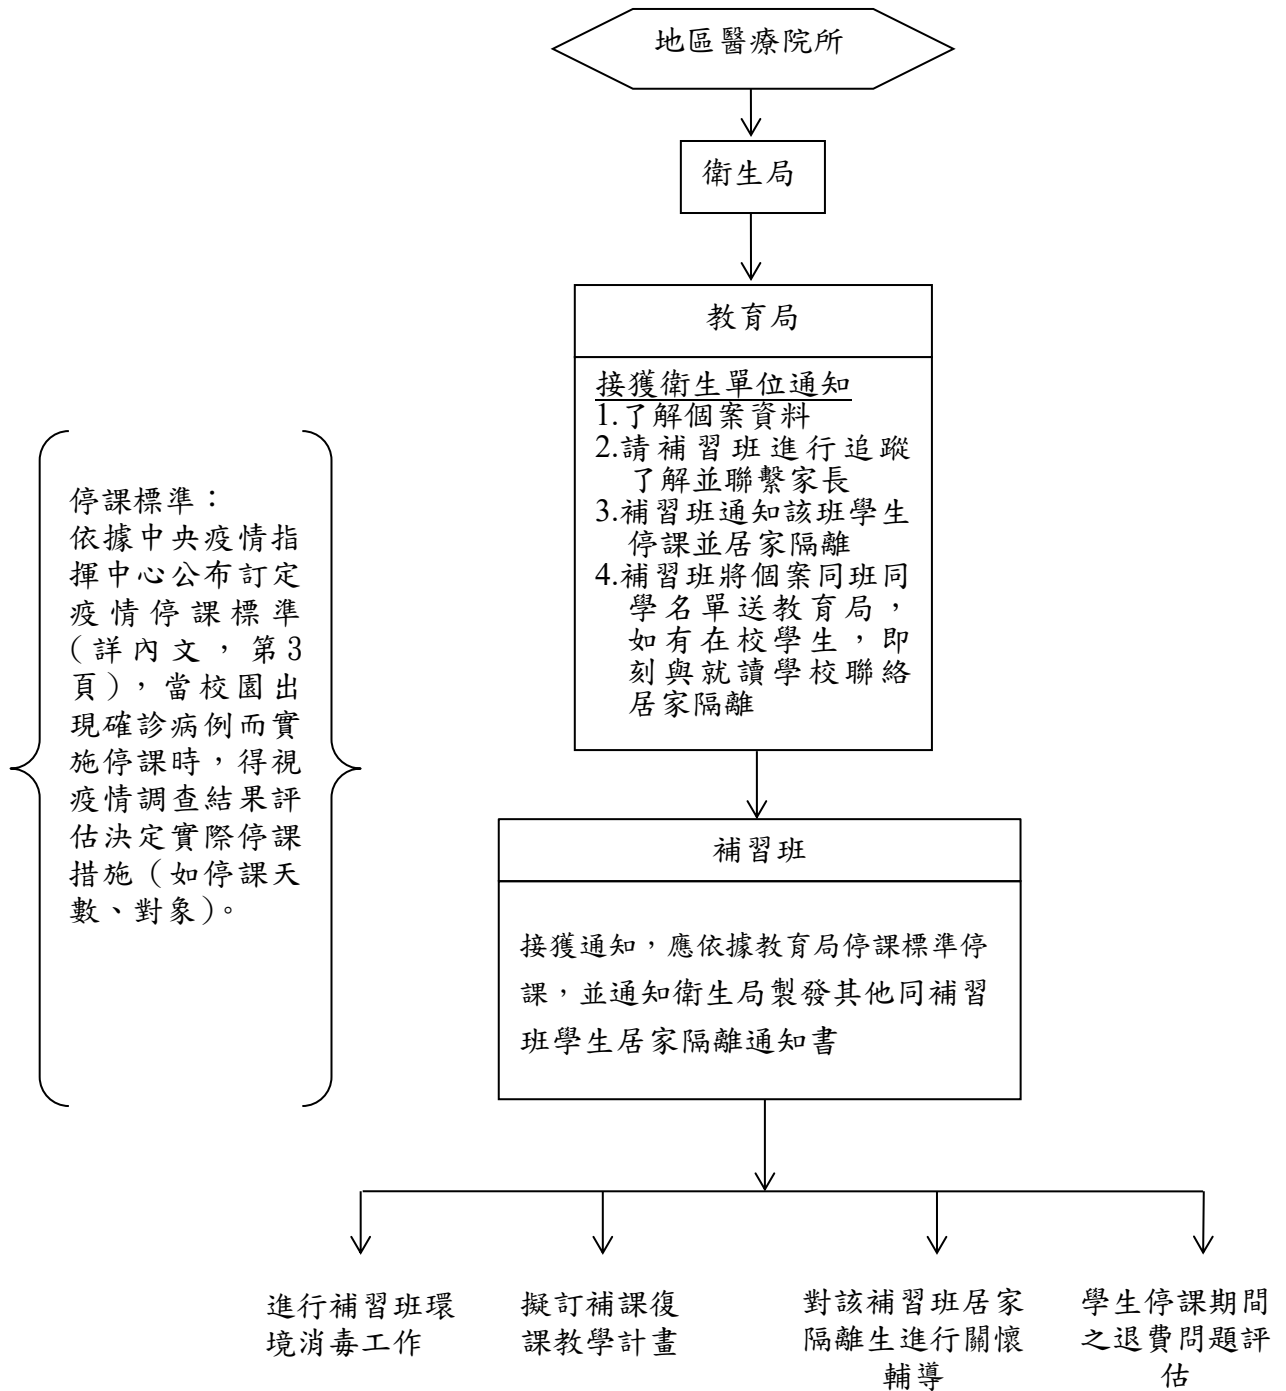 地區醫療院所
衛生局
教育局
接獲衛生單位通知
1.了解個案資料
2.請補習班進行追蹤
了解並聯繫家長
3.補習班通知該班學生
停課並居家隔離
4.補習班將個案同班同
學名單送教育局，
如有在校學生，即
刻與就讀學校聯絡
居家隔離
停課標準：
依據中央疫情指
揮中心公布訂定
疫情停課標準
（詳內文，第3
頁），當校園出
現確診病例而實
施停課時，得視
疫情調查結果評
估決定實際停課
措施（如停課天
數、對象）。
補習班
接獲通知，應依據教育局停課標準停
課，並通知衛生局製發其他同補習
班學生居家隔離通知書
進行補習班環
境消毒工作
擬訂補課復
課教學計畫
對該補習班居家
隔離生進行關懷
輔導
學生停課期間
之退費問題評
估